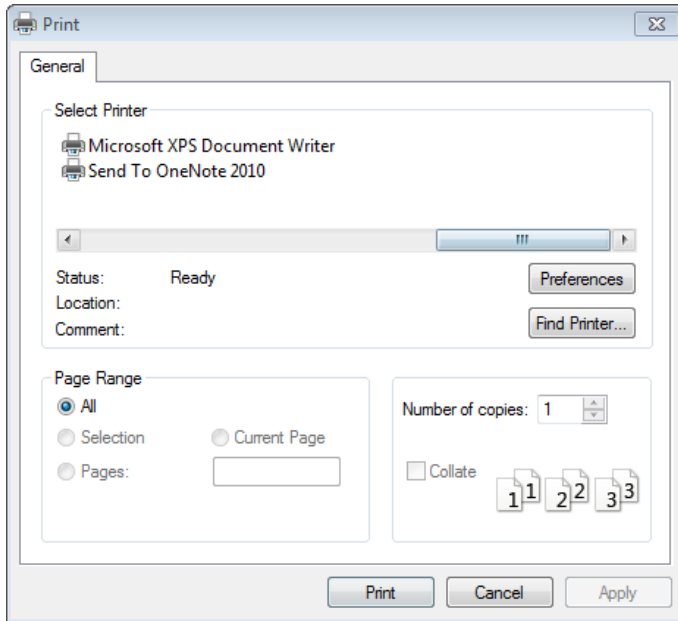 Print
General
Select Printer
Microsoft XPS Document Writer
Send To OneNote 2010
Status: Ready
Preferences
Location:
Comment:
Find Printer...
Page Range
All
Selection
Current Page
Pages:
Number of copies: 1
Collate
1 1 2 2 3 3
Print Cancel Apply